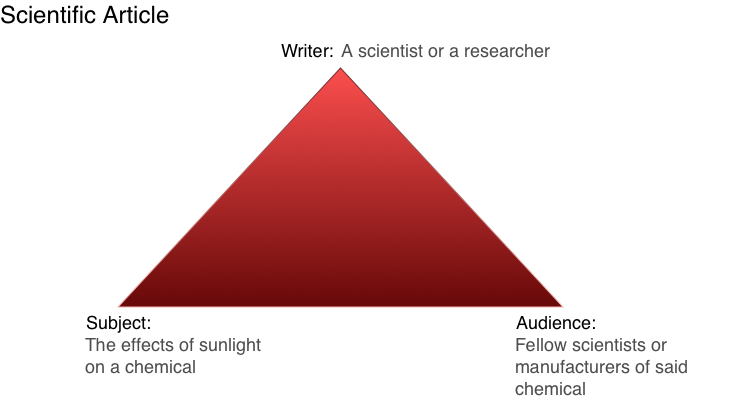 Scientific Article
Writer: A scientist or a researcher
Subject:
The effects of sunlight
on a chemical
Audience:
Fellow scientists or
manufacturers of said
chemical